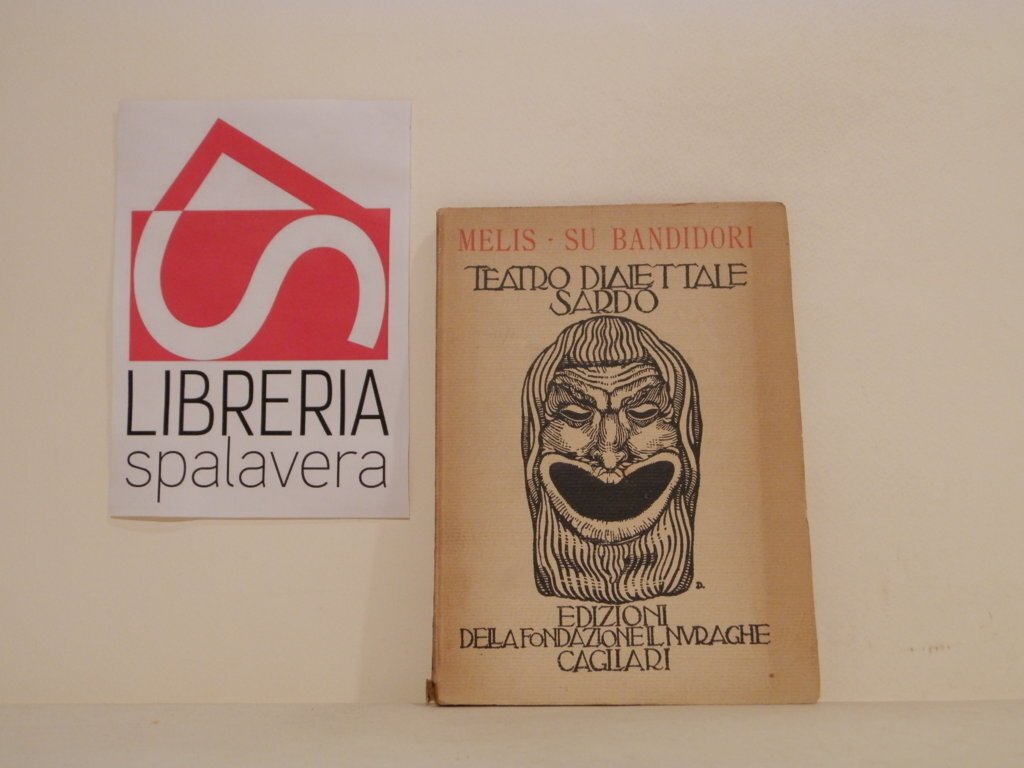 LIBRERIA
spalavera
MELIS - SU BANDIDORI
TEATRO DIALETTALE
SARDO
D.
EDIZIONI
DELLA FONDAZIONE IL NVRAGHE
CAGLIARI